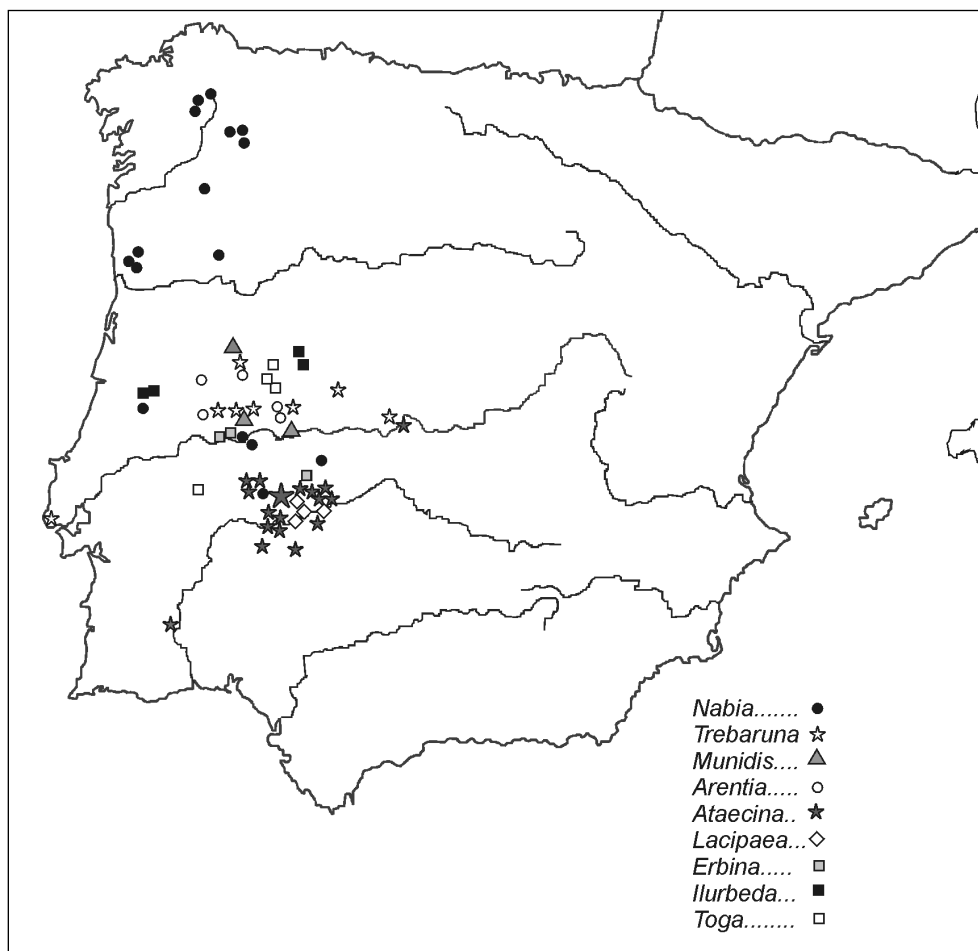 Nabia.......
Trebaruna
Munidis....
Arentia.....
Ataecina..
Lacipaea...
Erbina.....
Ilurbeda...
Toga........